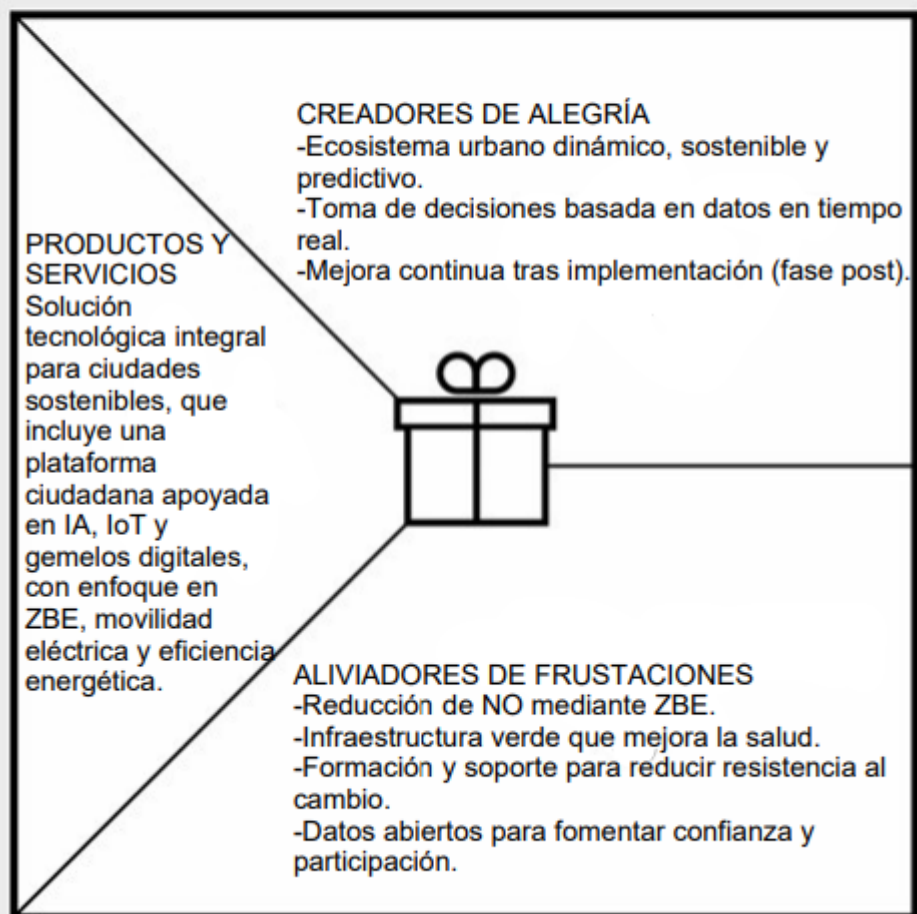 CREADORES DE ALEGRÍA
-Ecosistema urbano dinámico, sostenible y
predictivo.
-Toma de decisiones basada en datos en tiempo
real.
-Mejora continua tras implementación (fase post).
PRODUCTOS Y
SERVICIOS
Solución
tecnológica integral
para ciudades
sostenibles, que
incluye una
plataforma
ciudadana apoyada
en IA, IoT y
gemelos digitales,
con enfoque en
ZBE, movilidad
eléctrica y eficiencia
energética.
ALIVIADORES DE FRUSTACIONES
-Reducción de NO mediante ZBE.
-Infraestructura verde que mejora la salud.
-Formación y soporte para reducir resistencia al
cambio.
-Datos abiertos para fomentar confianza y
participación.